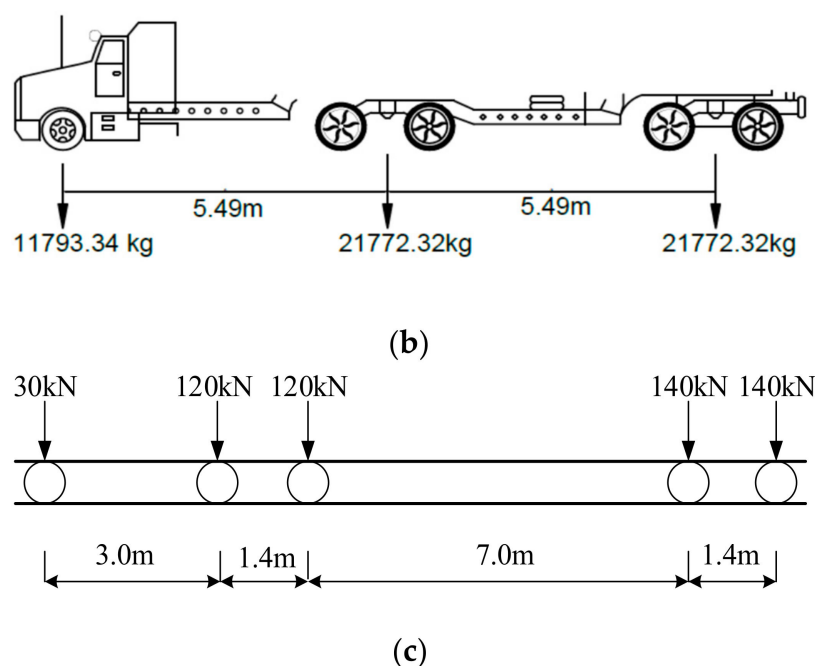 5.49m 5.49m
11793.34 kg 21772.32kg 21772.32kg
(b)
30kN 120kN 120kN 140kN 140kN
3.0m 1.4m 7.0m 1.4m
(c)